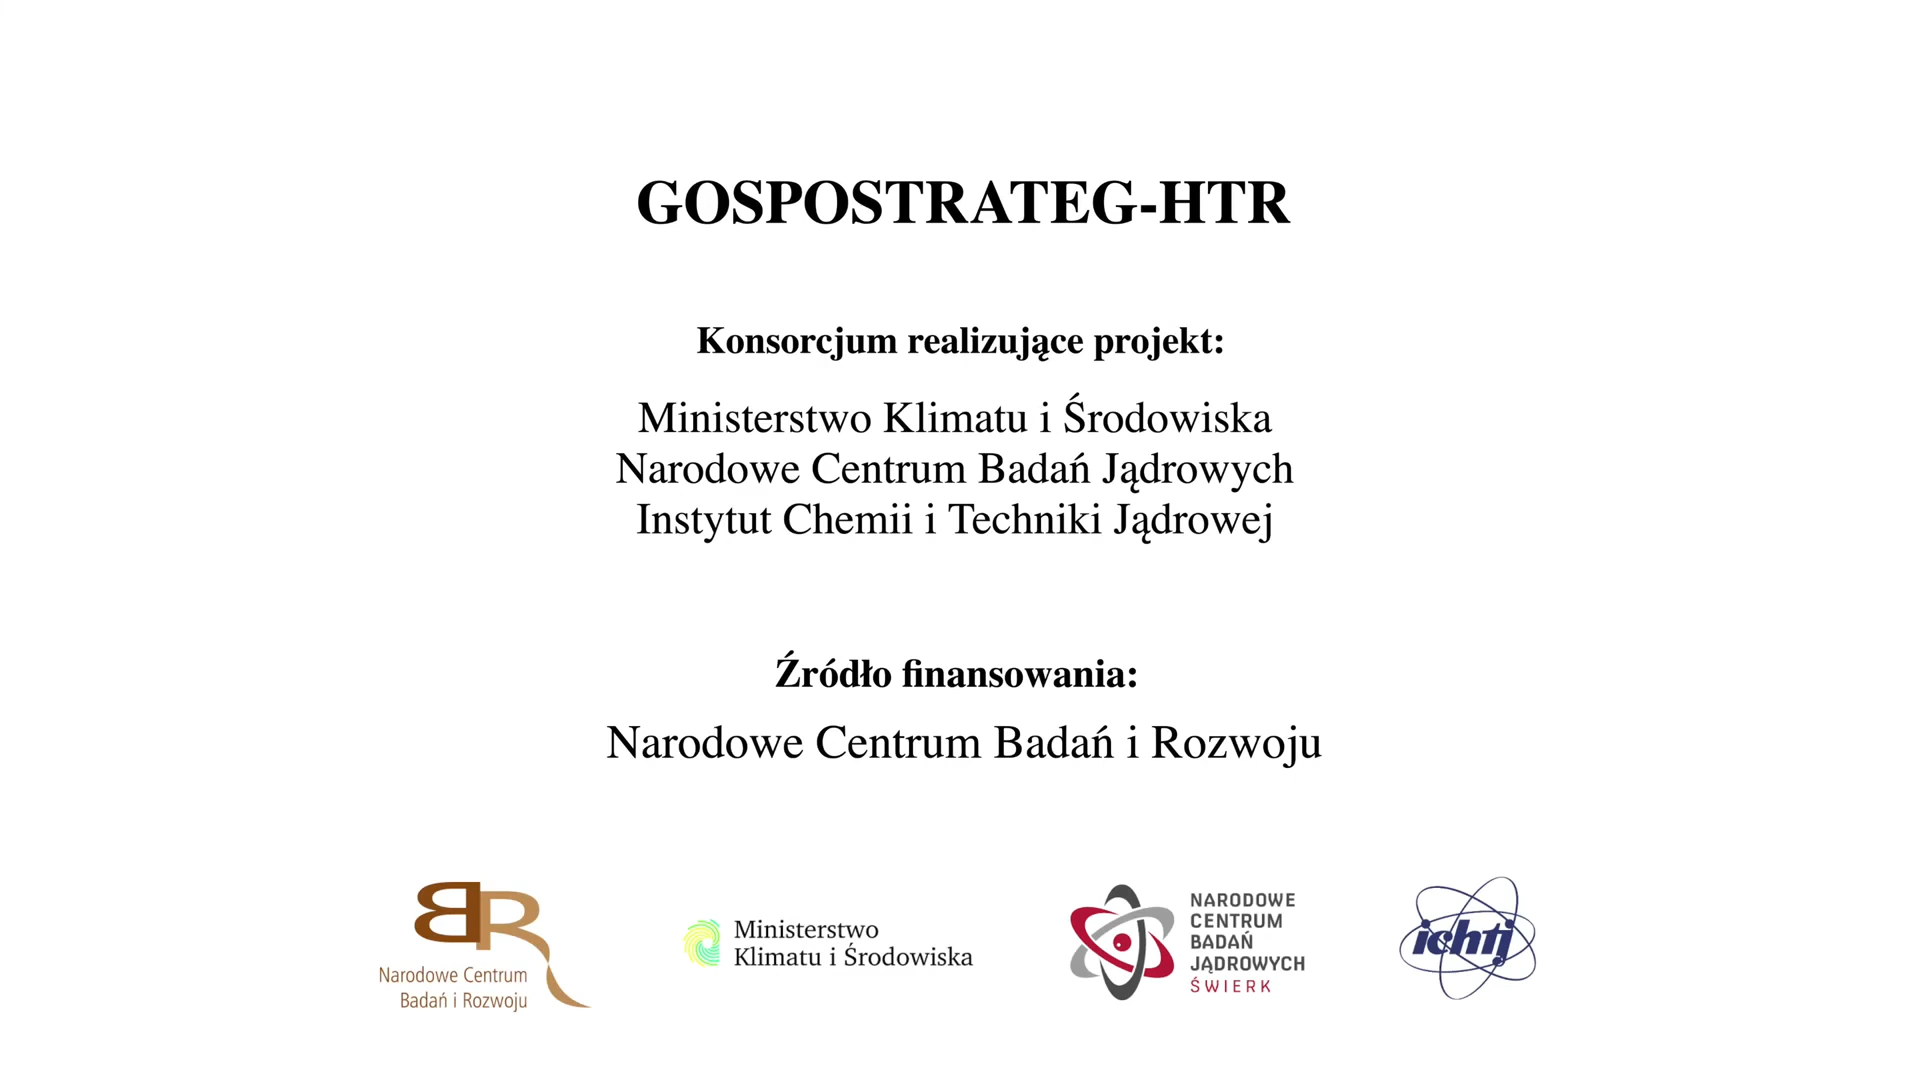 GOSPOSTRATEG-HTR
Konsorcjum realizujące projekt:
Ministerstwo Klimatu i Środowiska
Narodowe Centrum Badań Jądrowych
Instytut Chemii i Techniki Jądrowej
Źródło finansowania:
Narodowe Centrum Badań i Rozwoju
BR
Narodowe Centrum
Badań i Rozwoju
Ministerstwo
Klimatu i Środowiska
NARODOWE
CENTRUM
BADAŃ
JĄDROWYCH
ŚWIERK
ichtj